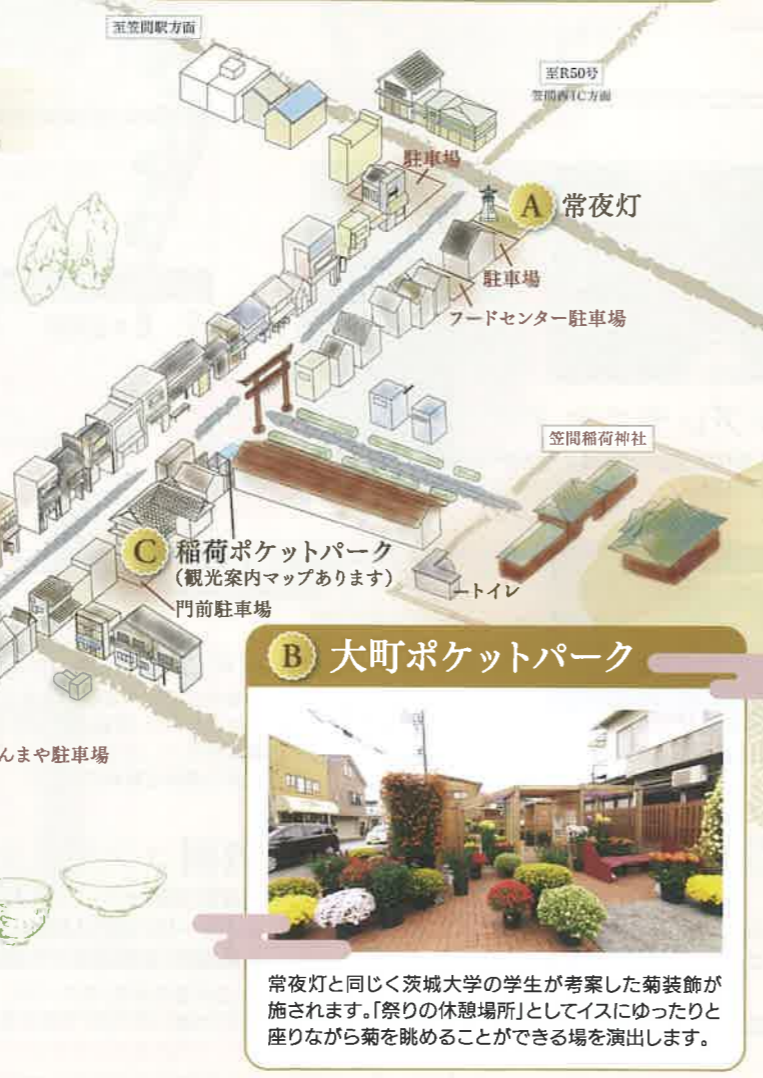 至笠間駅方面
至R50号
笠間西IC方面
駐車場
A 常夜灯
駐車場
フードセンター駐車場
笠間稲荷神社
C 稲荷ポケットパーク
(観光案内マップあります)
トイレ
門前駐車場
んまや駐車場
B 大町ポケットパーク
常夜灯と同じく茨城大学の学生が考案した菊装飾が
施されます。「祭りの休憩場所」としてイスにゆったりと
座りながら菊を眺めることができる場を演出します。